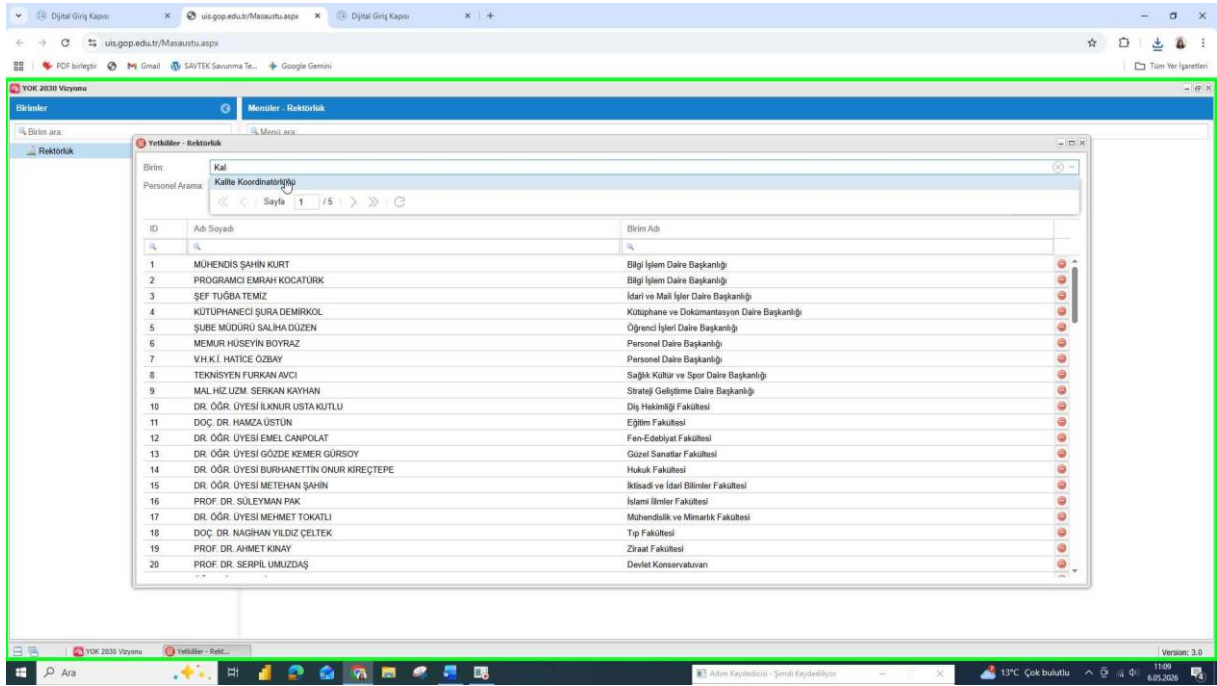 Dijital Giriş Kapısı
uis.gop.edu.tr/Masaustu.aspx
Dijital Giriş Kapısı
uis.gop.edu.tr/Masaustu.aspx
PDF birleştir
Gmail
SAVTEK Savunma Te...
Google Gemini
Tüm Yer İşaretleri
YOK 2030 Vizyonu
Birimler
Menüler - Rektörlük
Birim ara:
Menü ara:
Rektörlük
Yetkililer - Rektörlük
Birim: Kal
Personel Arama:
Kalite Koordinatörlüğü
Sayfa 1 / 5
ID Adı Soyadı Birim Adı
1 MÜHENDİS ŞAHİN KURT Bilgi İşlem Daire Başkanlığı
2 PROGRAMCI EMRAH KOCATÜRK Bilgi İşlem Daire Başkanlığı
3 ŞEF TUĞBA TEMİZ İdari ve Mali İşler Daire Başkanlığı
4 KÜTÜPHANECİ ŞURA DEMİRKOL Kütüphane ve Dokümantasyon Daire Başkanlığı
5 ŞUBE MÜDÜRÜ SALİHA DÜZEN Öğrenci İşleri Daire Başkanlığı
6 MEMUR HÜSEYİN BOYRAZ Personel Daire Başkanlığı
7 V.H.K.İ. HATİCE ÖZBAY Personel Daire Başkanlığı
8 TEKNİSYEN FURKAN AVCI Sağlık Kültür ve Spor Daire Başkanlığı
9 MAL.HİZ.UZM. SERKAN KAYHAN Strateji Geliştirme Daire Başkanlığı
10 DR. ÖĞR. ÜYESİ İLKNUR USTA KUTLU Diş Hekimliği Fakültesi
11 DOÇ. DR. HAMZA ÜSTÜN Eğitim Fakültesi
12 DR. ÖĞR. ÜYESİ EMEL CANPOLAT Fen-Edebiyat Fakültesi
13 DR. ÖĞR. ÜYESİ GÖZDE KEMER GÜRSOY Güzel Sanatlar Fakültesi
14 DR. ÖĞR. ÜYESİ BURHANETTİN ONUR KİREÇTEPE Hukuk Fakültesi
15 DR. ÖĞR. ÜYESİ METEHAN ŞAHİN İktisadi ve İdari Bilimler Fakültesi
16 PROF. DR. SÜLEYMAN PAK İslami İlimler Fakültesi
17 DR. ÖĞR. ÜYESİ MEHMET TOKATLI Mühendislik ve Mimarlık Fakültesi
18 DOÇ. DR. NAGİHAN YILDIZ ÇELTEK Tıp Fakültesi
19 PROF. DR. AHMET KINAY Ziraat Fakültesi
20 PROF. DR. SERPİL UMUZDAŞ Devlet Konservatuvarı
YOK 2030 Vizyonu
Yetkililer - Rekt...
Version: 3.0
Ara
Adım Kaydedicisi - Şimdi Kaydediliyor
13°C Çok bulutlu
11:09
6.05.2026